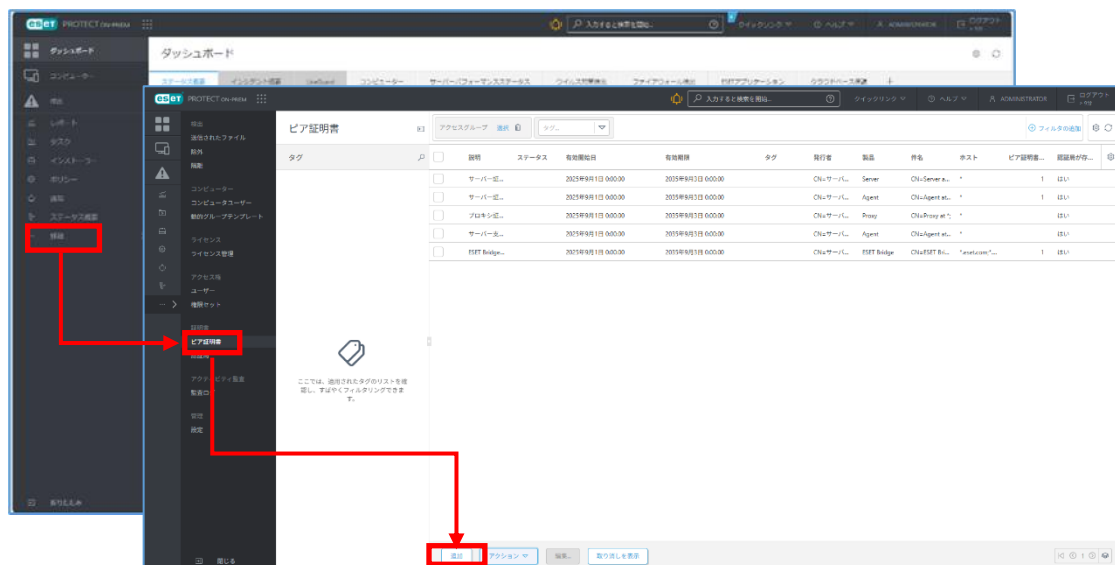 eset PROTECT ON-PREM
入力すると検索を開始...
クイックリンク
ヘルプ
ADMINISTRATOR
ログアウト
ダッシュボード
コンピューター
検出
レポート
タスク
インストーラー
ポリシー
通知
ステータス概要
詳細
折りたたみ
ダッシュボード
ステータス概要
インシデント概要
LiveGuard
コンピューター
サーバーパフォーマンスステータス
ウイルス対策検出
ファイアウォール検出
ESETアプリケーション
eset PROTECT ON-PREM
入力すると検索を開始...
クイックリンク
ヘルプ
ADMINISTRATOR
ログアウト
検出
送信されたファイル
除外
隔離
コンピューター
コンピューターユーザー
動的グループテンプレート
ライセンス
ライセンス管理
アクセス権
ユーザー
権限セット
証明書
ピア証明書
アクティビティ監査
監査ログ
管理
設定
閉じる
ピア証明書
アクセスグループ 選択
タグ...
フィルタの追加
タグ
ここでは、適用されたタグのリストを確
認し、すばやくフィルタリングできま
す。
説明 ステータス 有効開始日 有効期限 タグ 発行者 製品 件名 ホスト ピア証明書... 認証局が存...
サーバー証... 2025年9月1日 0:00:00 2035年9月3日 0:00:00 CN=サーバ... Server CN=Server a... * 1 はい
サーバー証... 2025年9月1日 0:00:00 2035年9月3日 0:00:00 CN=サーバ... Agent CN=Agent at... * 1 はい
プロキシ証... 2025年9月1日 0:00:00 2035年9月3日 0:00:00 CN=サーバ... Proxy CN=Proxy at *; * はい
2025年9月1日 0:00:00 2035年9月3日 0:00:00 CN=サーバ... Agent CN=Agent at... * はい
ESET Bridge... 2025年9月1日 0:00:00 2035年9月3日 0:00:00 CN=サーバ... ESET Bridge CN=ESET Bri... *.eset.com;*... 1 はい
追加
アクション
編集...
取り消しを表示
1